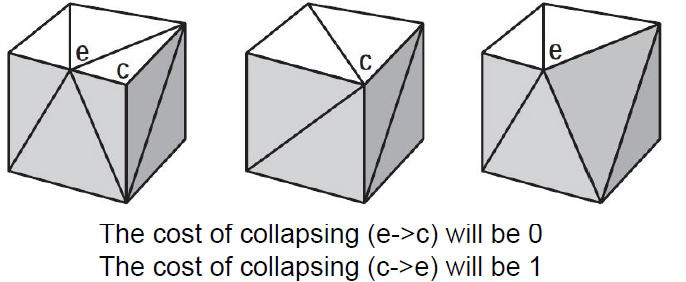 e
c
c
e
The cost of collapsing (e->c) will be 0
The cost of collapsing (c->e) will be 1